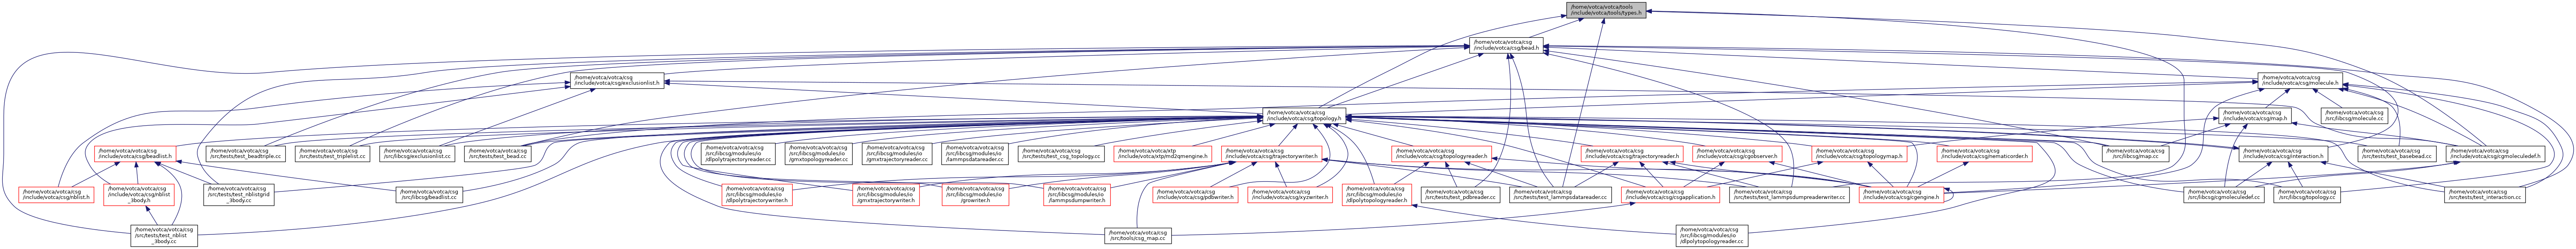 /home/votca/votca/tools
/include/votca/tools/types.h
/home/votca/votca/csg
/include/votca/csg/bead.h
/home/votca/votca/csg
/include/votca/csg/exclusionlist.h
/home/votca/votca/csg
/include/votca/csg/molecule.h
/home/votca/votca/csg
/include/votca/csg/topology.h
/home/votca/votca/csg
/include/votca/csg/map.h
/home/votca/votca/csg
/src/libcsg/molecule.cc
/home/votca/votca/csg
/include/votca/csg/beadlist.h
/home/votca/votca/csg
/src/tests/test_beadtriple.cc
/home/votca/votca/csg
/src/tests/test_triplelist.cc
/home/votca/votca/csg
/src/libcsg/exclusionlist.cc
/home/votca/votca/csg
/src/tests/test_bead.cc
/home/votca/votca/csg
/src/libcsg/modules/io
/dlpolytrajectoryreader.cc
/home/votca/votca/csg
/src/libcsg/modules/io
/gmxtopologyreader.cc
/home/votca/votca/csg
/src/libcsg/modules/io
/gmxtrajectoryreader.cc
/home/votca/votca/csg
/src/libcsg/modules/io
/lammpsdatareader.cc
/home/votca/votca/csg
/src/tests/test_csg_topology.cc
/home/votca/votca/xtp
/include/votca/xtp/md2qmengine.h
/home/votca/votca/csg
/include/votca/csg/trajectorywriter.h
/home/votca/votca/csg
/include/votca/csg/topologyreader.h
/home/votca/votca/csg
/include/votca/csg/trajectoryreader.h
/home/votca/votca/csg
/include/votca/csg/cgobserver.h
/home/votca/votca/csg
/include/votca/csg/topologymap.h
/home/votca/votca/csg
/include/votca/csg/nematicorder.h
/home/votca/votca/csg
/src/libcsg/map.cc
/home/votca/votca/csg
/include/votca/csg/interaction.h
/home/votca/votca/csg
/src/tests/test_basebead.cc
/home/votca/votca/csg
/include/votca/csg/cgmoleculedef.h
/home/votca/votca/csg
/include/votca/csg/nblist.h
/home/votca/votca/csg
/include/votca/csg/nblist
_3body.h
/home/votca/votca/csg
/src/tests/test_nblistgrid
_3body.cc
/home/votca/votca/csg
/src/libcsg/beadlist.cc
/home/votca/votca/csg
/src/libcsg/modules/io
/dlpolytrajectorywriter.h
/home/votca/votca/csg
/src/libcsg/modules/io
/gmxtrajectorywriter.h
/home/votca/votca/csg
/src/libcsg/modules/io
/growriter.h
/home/votca/votca/csg
/src/libcsg/modules/io
/lammpsdumpwriter.h
/home/votca/votca/csg
/include/votca/csg/pdbwriter.h
/home/votca/votca/csg
/include/votca/csg/xyzwriter.h
/home/votca/votca/csg
/src/libcsg/modules/io
/dlpolytopologyreader.h
/home/votca/votca/csg
/src/tests/test_pdbreader.cc
/home/votca/votca/csg
/src/tests/test_lammpsdatareader.cc
/home/votca/votca/csg
/include/votca/csg/csgapplication.h
/home/votca/votca/csg
/src/tests/test_lammpsdumpreaderwriter.cc
/home/votca/votca/csg
/include/votca/csg/cgengine.h
/home/votca/votca/csg
/src/libcsg/cgmoleculedef.cc
/home/votca/votca/csg
/src/libcsg/topology.cc
/home/votca/votca/csg
/src/tests/test_interaction.cc
/home/votca/votca/csg
/src/tests/test_nblist
_3body.cc
/home/votca/votca/csg
/src/tools/csg_map.cc
/home/votca/votca/csg
/src/libcsg/modules/io
/dlpolytopologyreader.cc